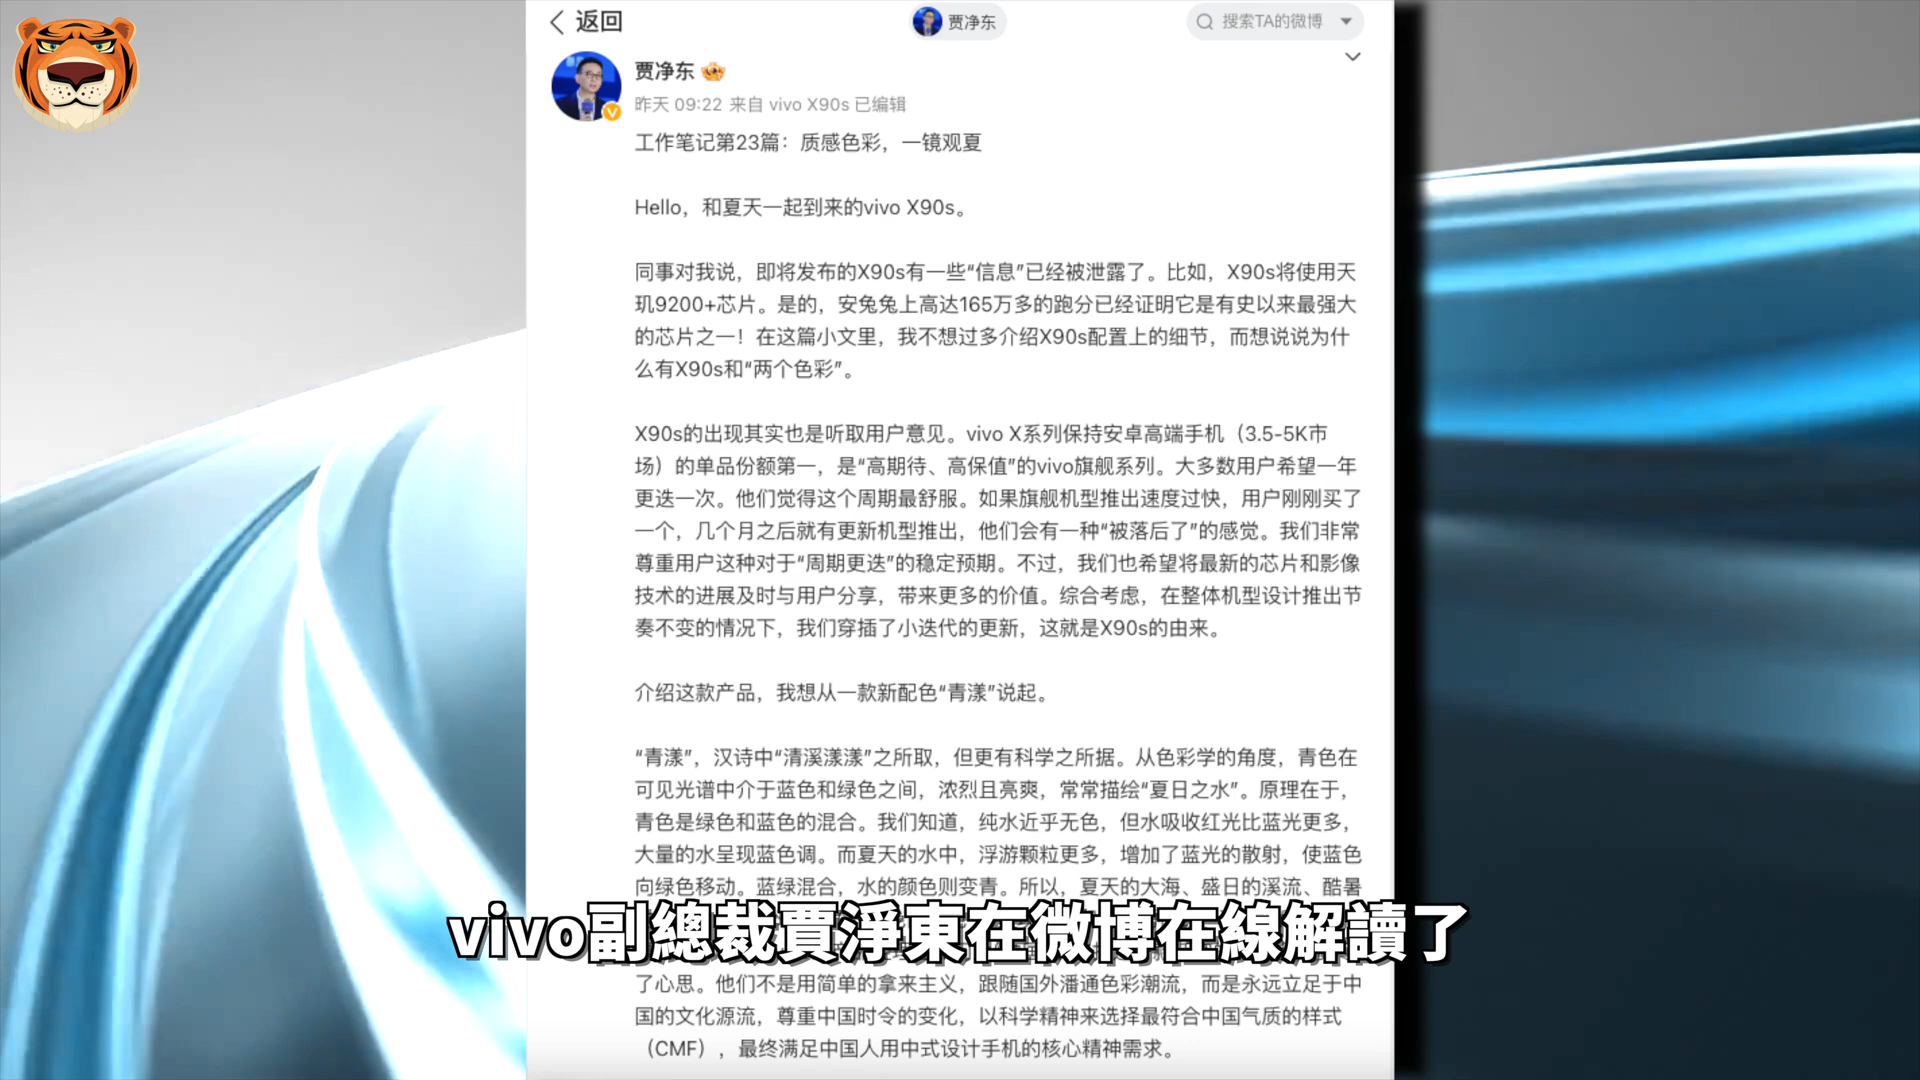 返回
贾净东
搜索TA的微博
贾净东
昨天 09:22 来自 vivo X90s 已编辑
工作笔记第23篇：质感色彩，一镜观夏
Hello，和夏天一起到来的vivo X90s。
同事对我说，即将发布的X90s有一些“信息”已经被泄露了。比如，X90s将使用天
玑9200+芯片。是的，安兔兔上高达165万多的跑分已经证明它是有史以来最强大
的芯片之一！在这篇小文里，我不想过多介绍X90s配置上的细节，而想说说为什
么有X90s和“两个色彩”。
X90s的出现其实也是听取用户意见。vivo X系列保持安卓高端手机（3.5-5K市
场）的单品份额第一，是“高期待、高保值”的vivo旗舰系列。大多数用户希望一年
更迭一次。他们觉得这个周期最舒服。如果旗舰机型推出速度过快，用户刚刚买了
一个，几个月之后就有更新机型推出，他们会有一种“被落后了”的感觉。我们非常
尊重用户这种对于“周期更迭”的稳定预期。不过，我们也希望将最新的芯片和影像
技术的进展及时与用户分享，带来更多的价值。综合考虑，在整体机型设计推出节
奏不变的情况下，我们穿插了小迭代的更新，这就是X90s的由来。
介绍这款产品，我想从一款新配色“青漾”说起。
“青漾”，汉诗中“清溪漾漾”之所取，但更有科学之所据。从色彩学的角度，青色在
可见光谱中介于蓝色和绿色之间，浓烈且亮爽，常常描绘“夏日之水”。原理在于，
青色是绿色和蓝色的混合。我们知道，纯水近乎无色，但水吸收红光比蓝光更多，
大量的水呈现蓝色调。而夏天的水中，浮游颗粒更多，增加了蓝光的散射，使蓝色
向绿色移动。蓝绿混合，水的颜色则变青。所以，夏天的大海、盛日的溪流、酷暑
vivo副總裁賈淨東在微博在線解讀了
了心思。他们不是用简单的拿来主义，跟随国外潘通色彩潮流，而是永远立足于中
国的文化源流，尊重中国时令的变化，以科学精神来选择最符合中国气质的样式
（CMF），最终满足中国人用中式设计手机的核心精神需求。